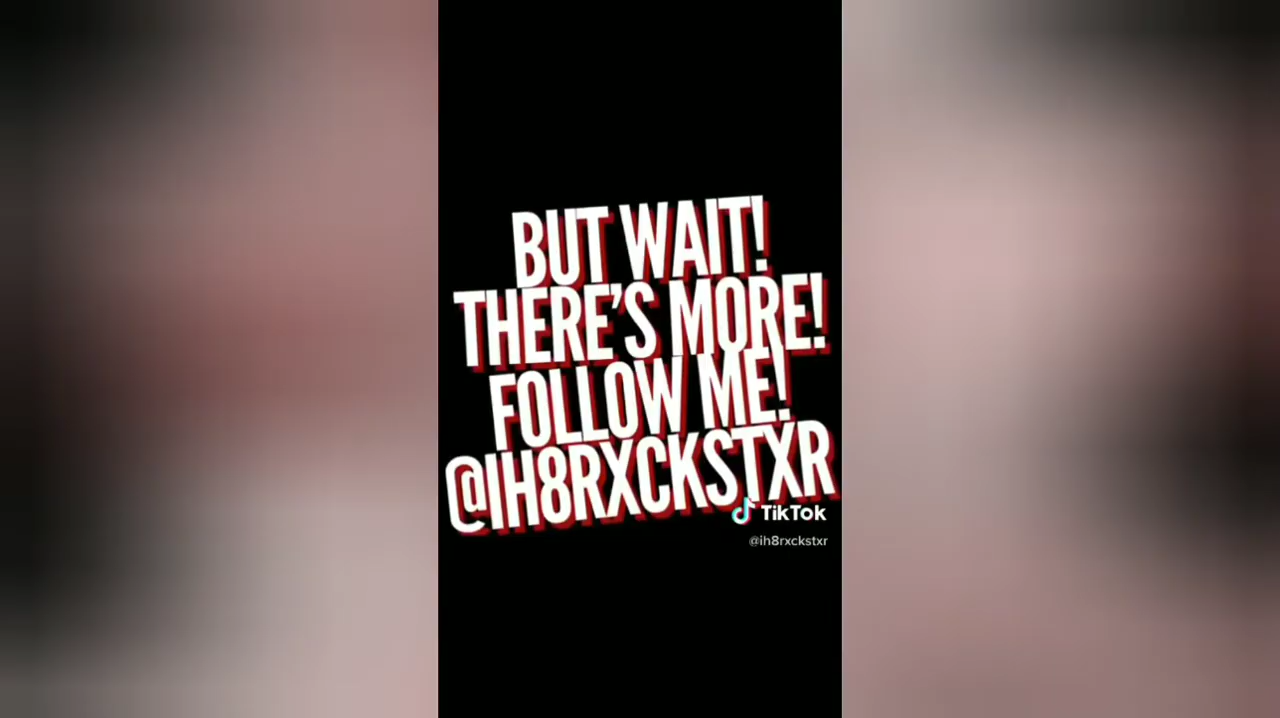 BUT WAIT!
THERE'S MORE!
FOLLOW ME!
@IH8RXCKSTXR
TikTok
@ih8rxckstxr